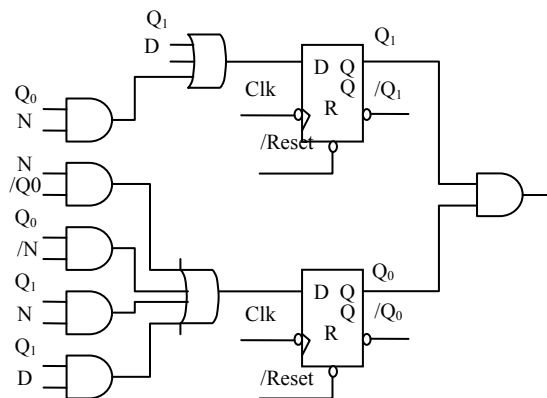 Q₁
D
Q₀
N
Clk
D Q
Q
R
/Reset
Q₁
/Q₁
N
/Q0
Q₀
/N
Q₁
N
Q₁
D
Clk
D Q
Q
R
/Reset
Q₀
/Q₀